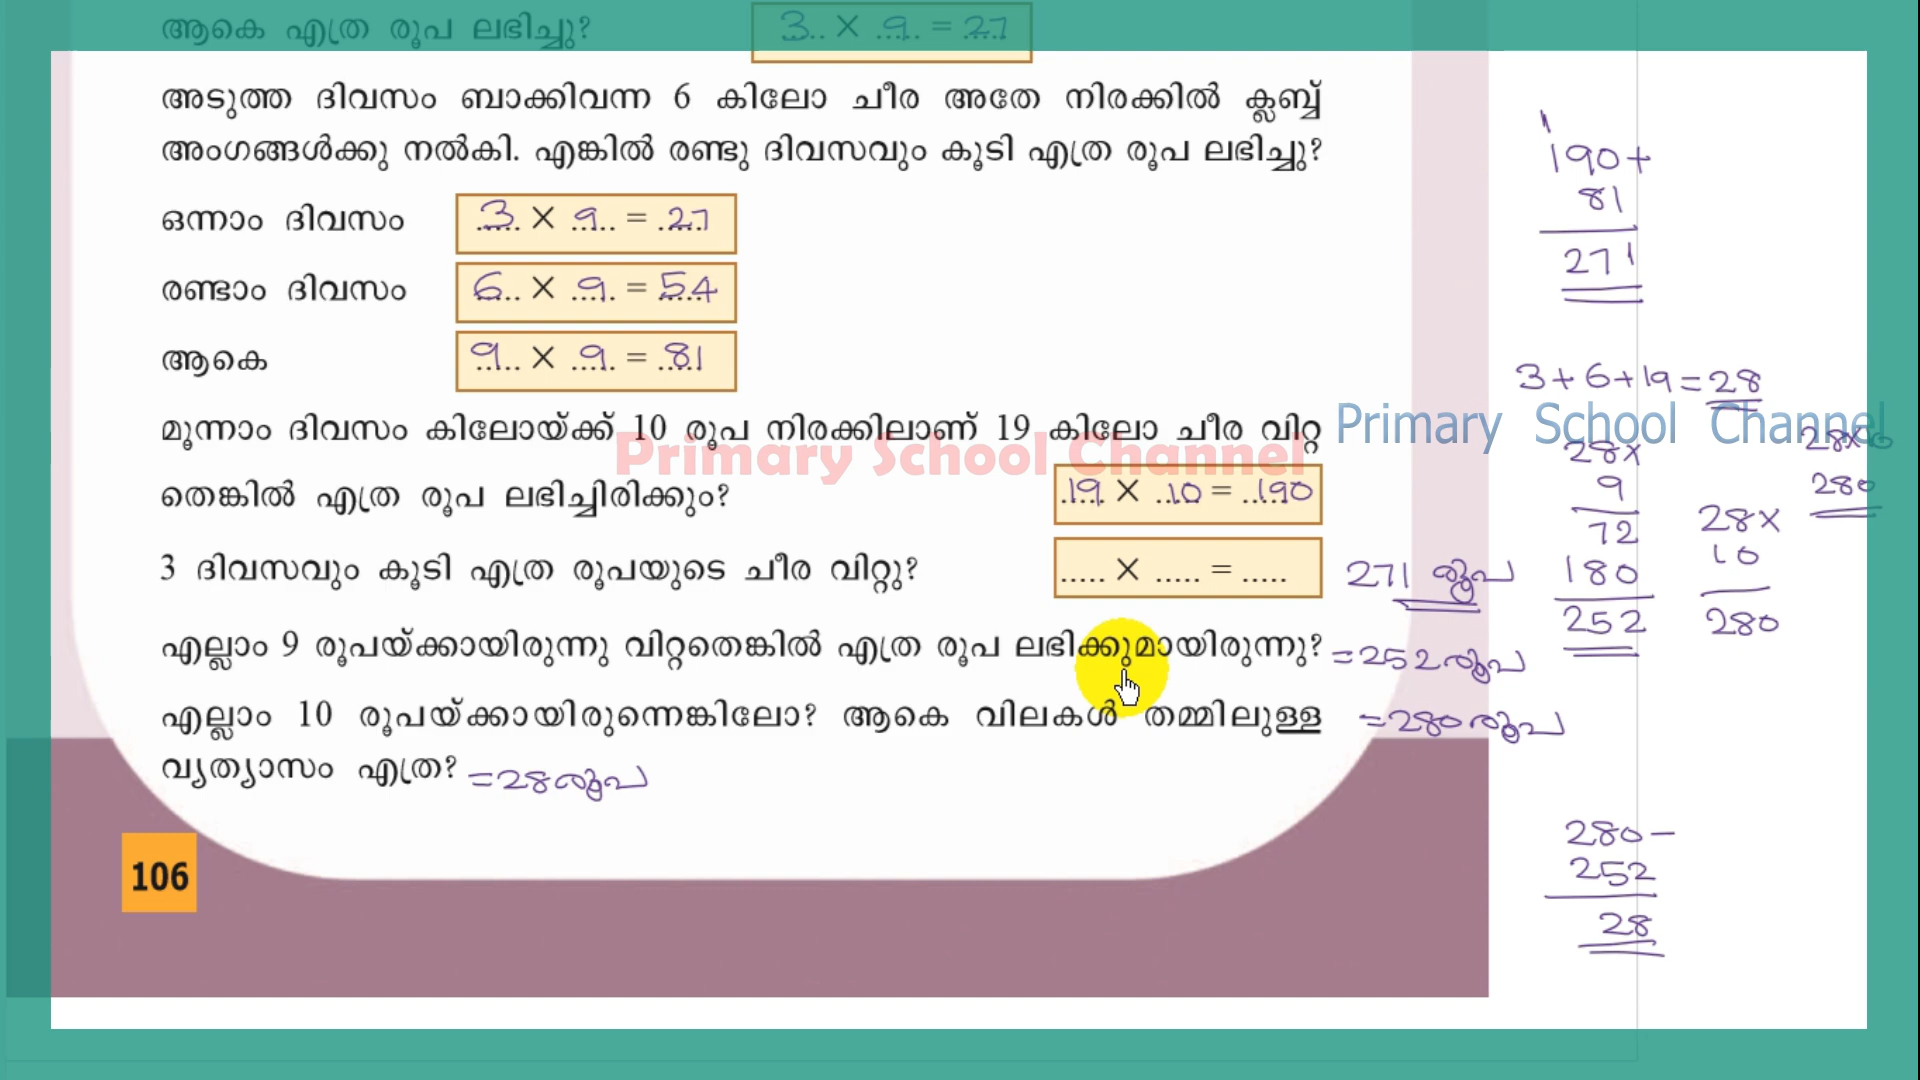 ആകെ എത്ര രൂപ ലഭിച്ചു? 3 × 9 = 27
അടുത്ത ദിവസം ബാക്കിവന്ന 6 കിലോ ചീര അതേ നിരക്കിൽ ക്ലബ്ബ്
അംഗങ്ങൾക്കു നൽകി. എങ്കിൽ രണ്ടു ദിവസവും കൂടി എത്ര രൂപ ലഭിച്ചു?
ഒന്നാം ദിവസം 3 × 9 = 27
രണ്ടാം ദിവസം 6 × 9 = 54
ആകെ 9 × 9 = 81
മൂന്നാം ദിവസം കിലോയ്ക്ക് 10 രൂപ നിരക്കിലാണ് 19 കിലോ ചീര വിറ്റ
തെങ്കിൽ എത്ര രൂപ ലഭിച്ചിരിക്കും? 19 × 10 = 190
3 ദിവസവും കൂടി എത്ര രൂപയുടെ ചീര വിറ്റു? ..... × ..... = ..... 271 രൂപ
എല്ലാം 9 രൂപയ്ക്കായിരുന്നു വിറ്റതെങ്കിൽ എത്ര രൂപ ലഭിക്കുമായിരുന്നു? =252 രൂപ
എല്ലാം 10 രൂപയ്ക്കായിരുന്നെങ്കിലോ? ആകെ വിലകൾ തമ്മിലുള്ള =280 രൂപ
വ്യത്യാസം എത്ര? =28 രൂപ
106
Primary School Channel
Primary School Channel
1
190+
81
271
3+6+19=28
28×
9
72
180
252
28×
10
280
280
280-
252
28